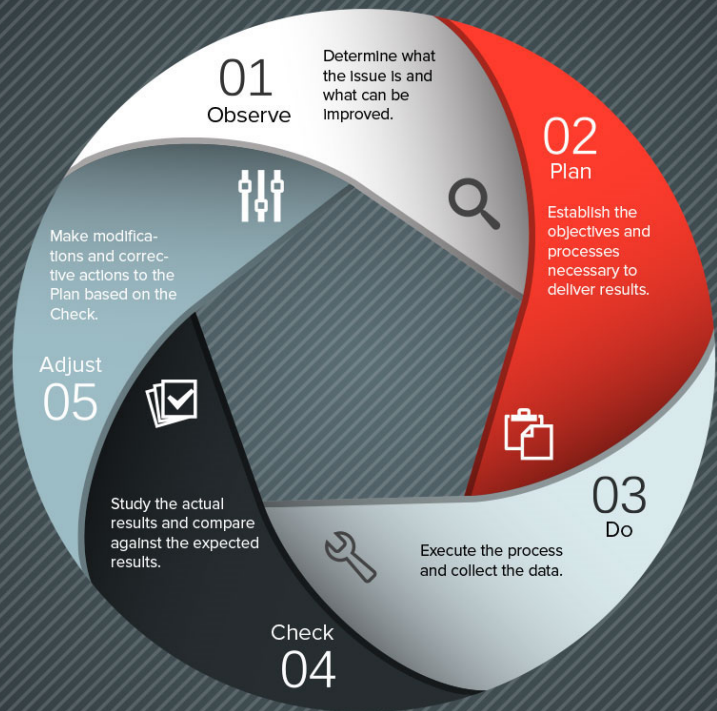 01
Observe
Determine what
the issue is and
what can be
improved.
02
Plan
Establish the
objectives and
processes
necessary to
deliver results.
03
Do
Execute the process
and collect the data.
Check
04
Study the actual
results and compare
against the expected
results.
Adjust
05
Make modifica-
tions and correc-
tive actions to the
Plan based on the
Check.